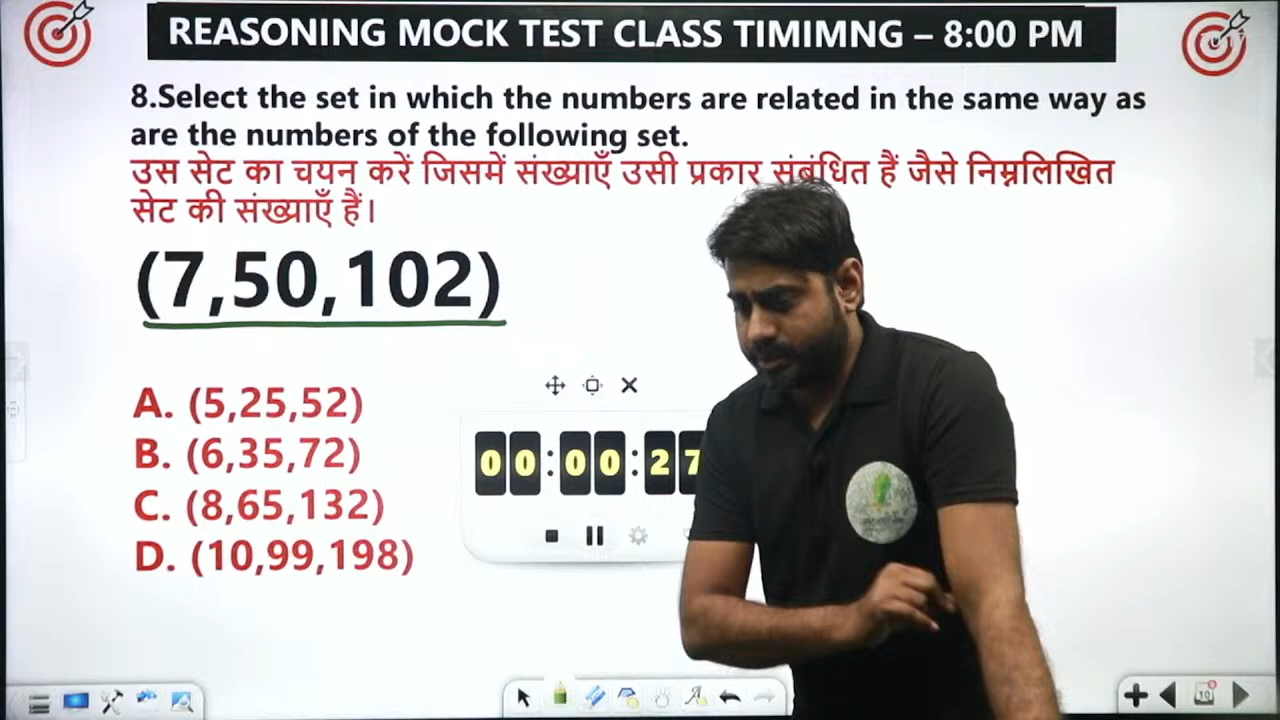 REASONING MOCK TEST CLASS TIMIMNG – 8:00 PM
8.Select the set in which the numbers are related in the same way as
are the numbers of the following set.
उस सेट का चयन करें जिसमें संख्याएँ उसी प्रकार संबंधित हैं जैसे निम्नलिखित
सेट की संख्याएँ हैं।
(7,50,102)
A. (5,25,52)
B. (6,35,72)
C. (8,65,132)
D. (10,99,198)
00:00:27